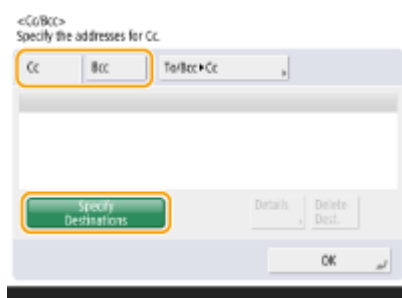 <Cc/Bcc>
Specify the addresses for Cc.
Cc
Bcc
To/Bcc▶Cc
Specify
Destinations
Details
Delete
Dest.
OK